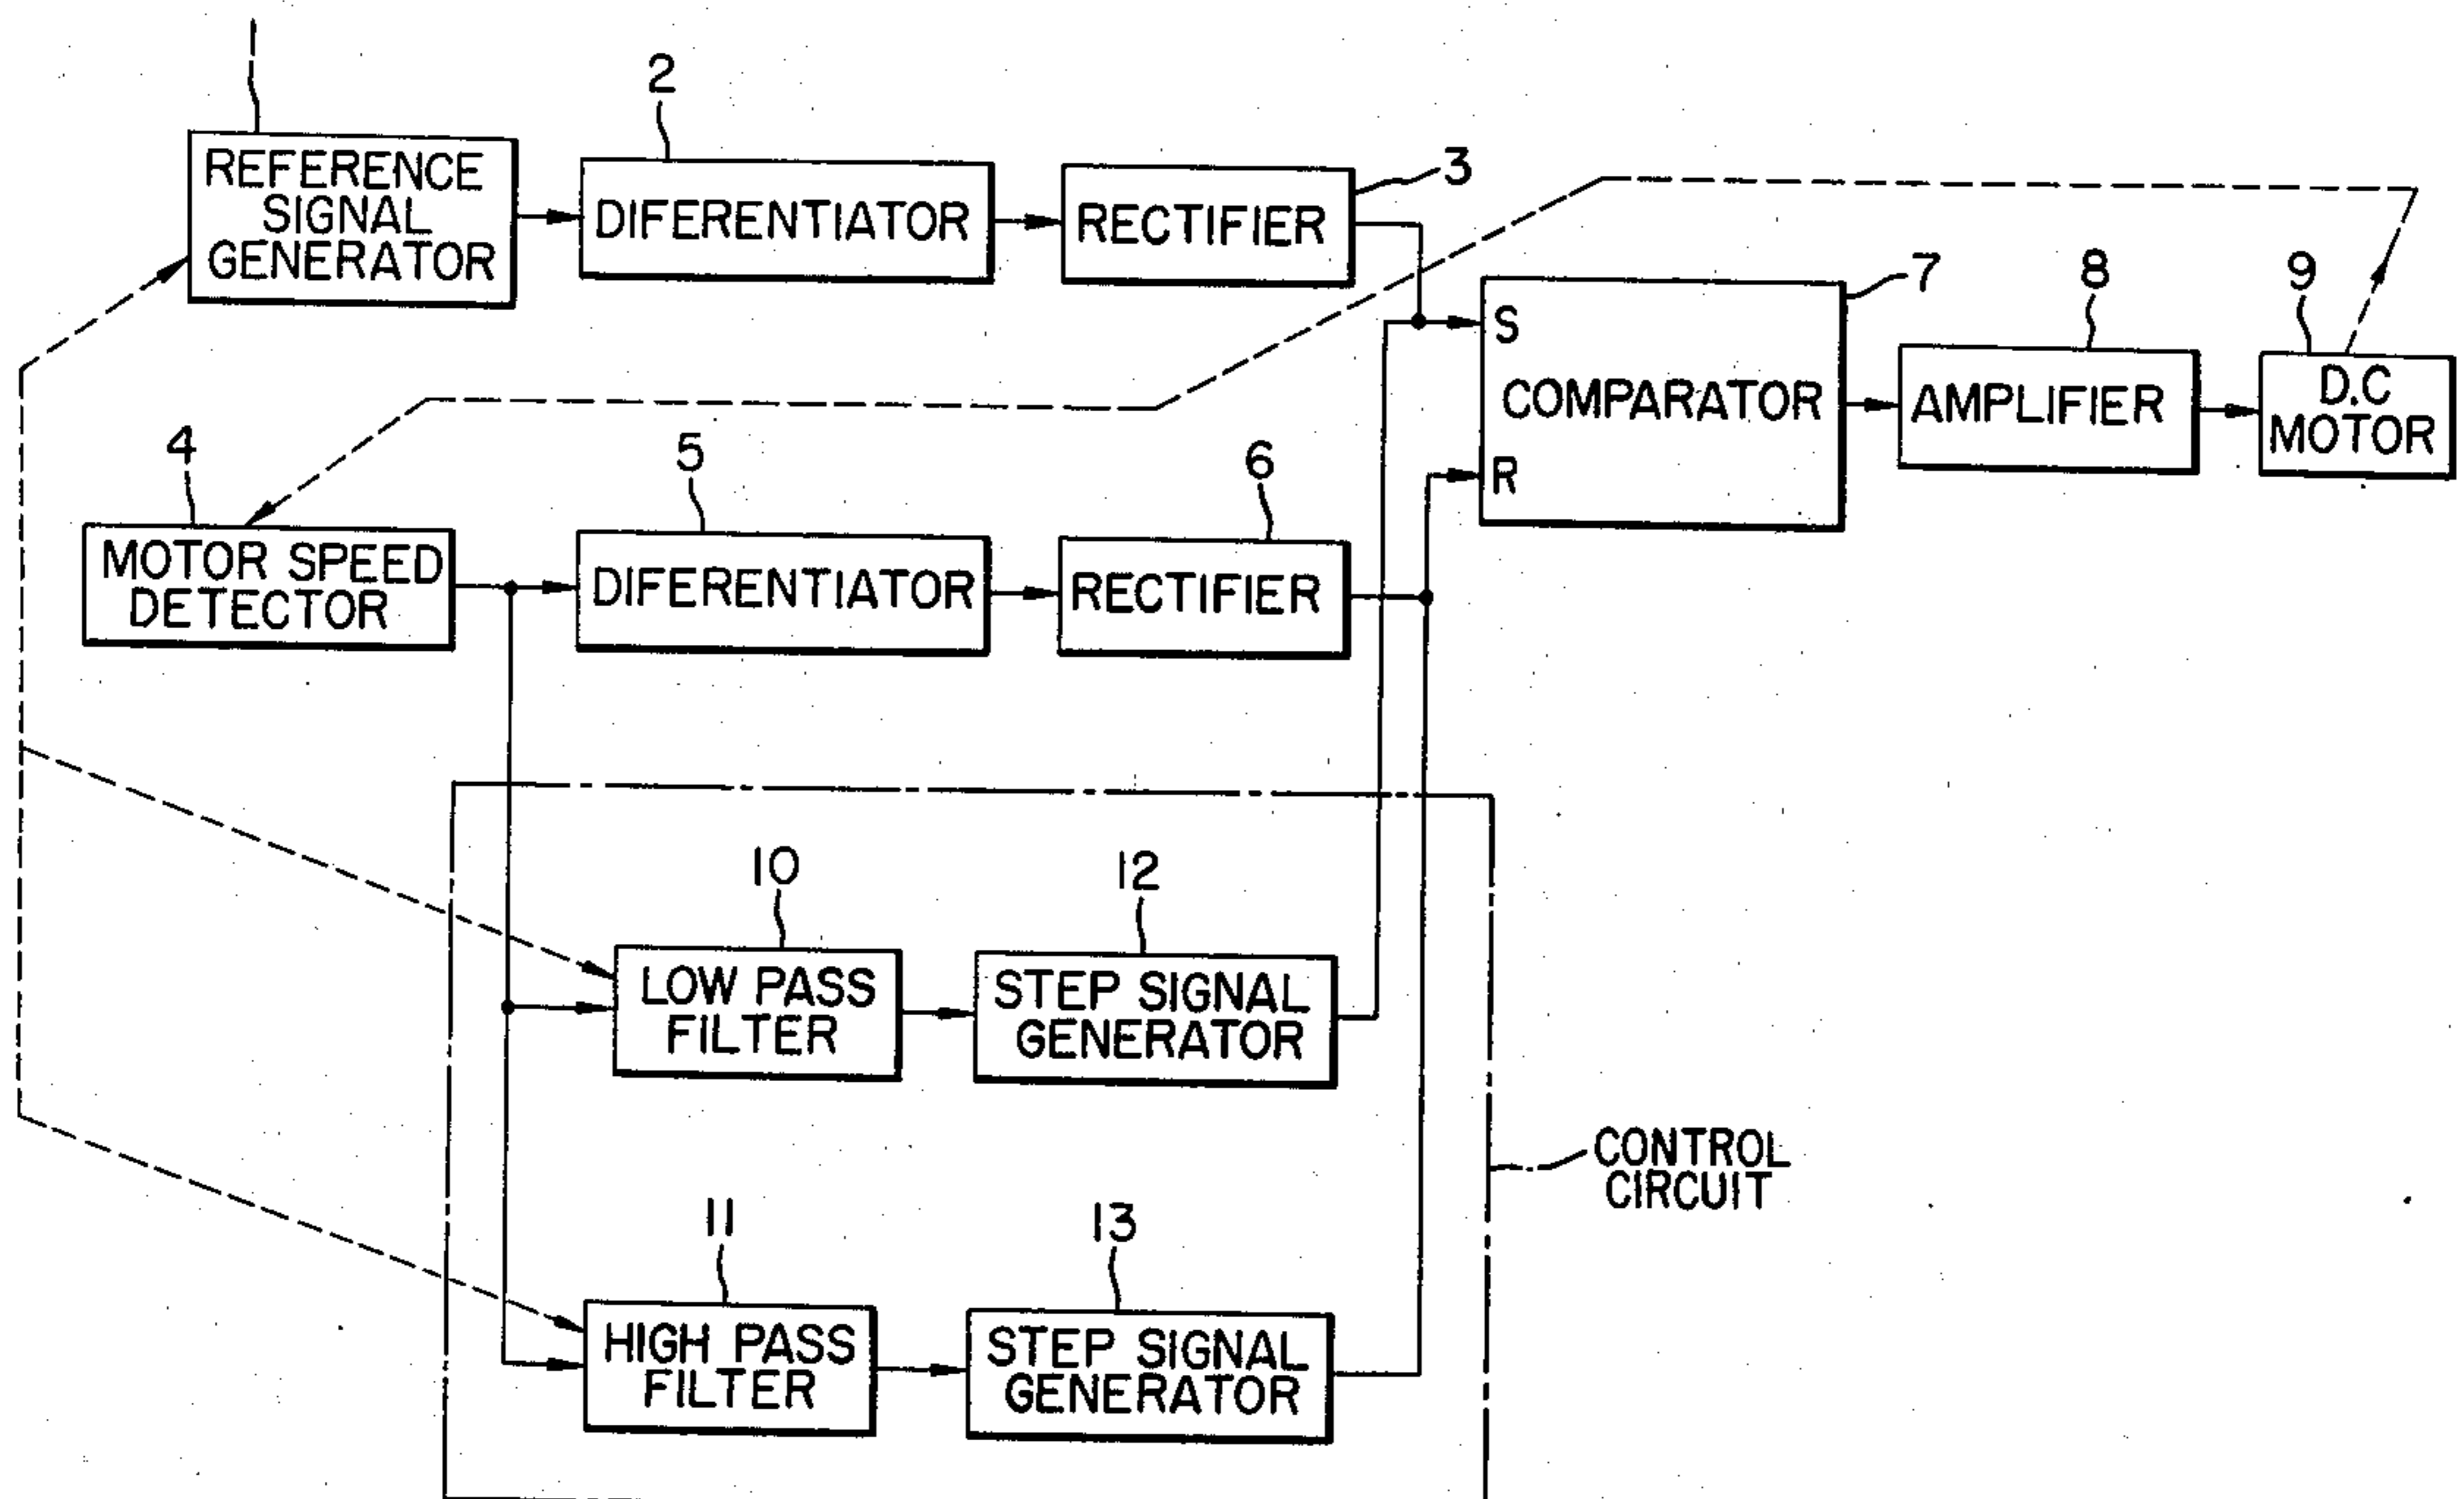 2
REFERENCE
SIGNAL
GENERATOR
DIFERENTIATOR
RECTIFIER
3
S
COMPARATOR
R
7
8
AMPLIFIER
9
D.C
MOTOR
4
MOTOR SPEED
DETECTOR
5
DIFERENTIATOR
6
RECTIFIER
10
LOW PASS
FILTER
12
STEP SIGNAL
GENERATOR
CONTROL
CIRCUIT
11
HIGH PASS
FILTER
13
STEP SIGNAL
GENERATOR